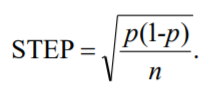 STEP = √(p(1-p)/n).